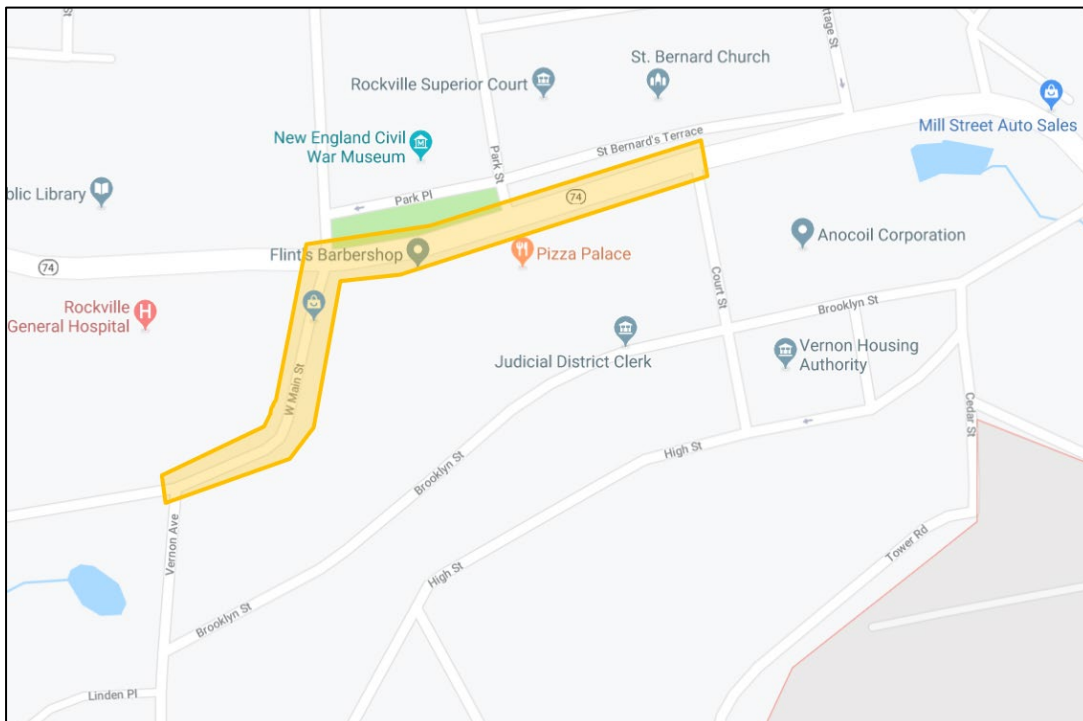 St
ttage St
St. Bernard Church
Rockville Superior Court
Mill Street Auto Sales
New England Civil
War Museum
St Bernard's Terrace
Park St
blic Library
Park Pl
74
Anocoil Corporation
Flint's Barbershop
Pizza Palace
74
Court St
Rockville
General Hospital
Brooklyn St
Judicial District Clerk
Vernon Housing
Authority
W Main St
Cedar St
High St
Brooklyn St
Vernon Ave
Tower Rd
High St
Brooklyn St
Linden Pl